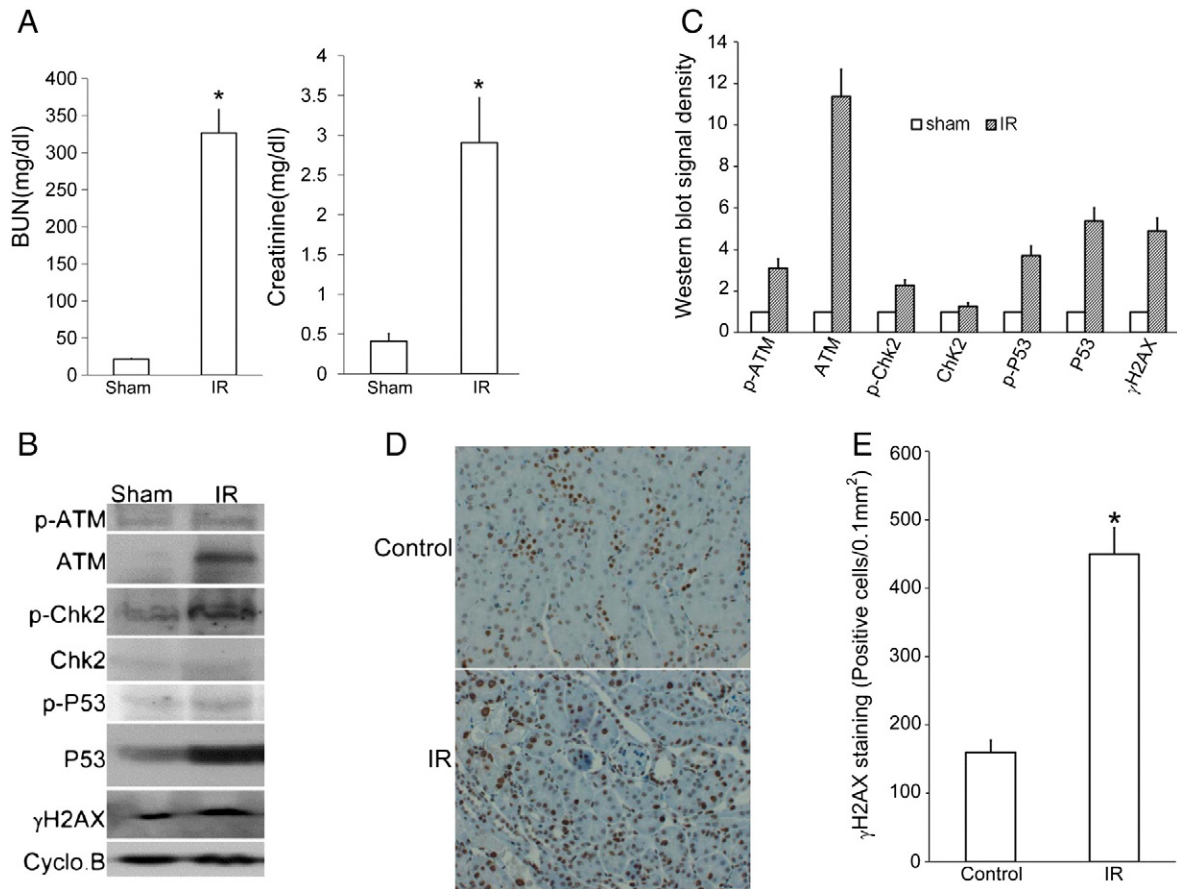 A
BUN(mg/dl)
400
350
300
250
200
150
100
50
0
*
Sham IR
Creatinine(mg/dl)
4
3.5
3
2.5
2
1.5
1
0.5
0
*
Sham IR
B
Sham IR
p-ATM
ATM
p-Chk2
Chk2
p-P53
P53
γH2AX
Cyclo.B
C
Western blot signal density
14
12
10
8
6
4
2
0
sham IR
p-ATM
ATM
p-Chk2
ChK2
p-P53
P53
γH2AX
D
Control
IR
E
γH2AX staining (Positive cells/0.1mm²)
600
500
400
300
200
100
0
*
Control IR